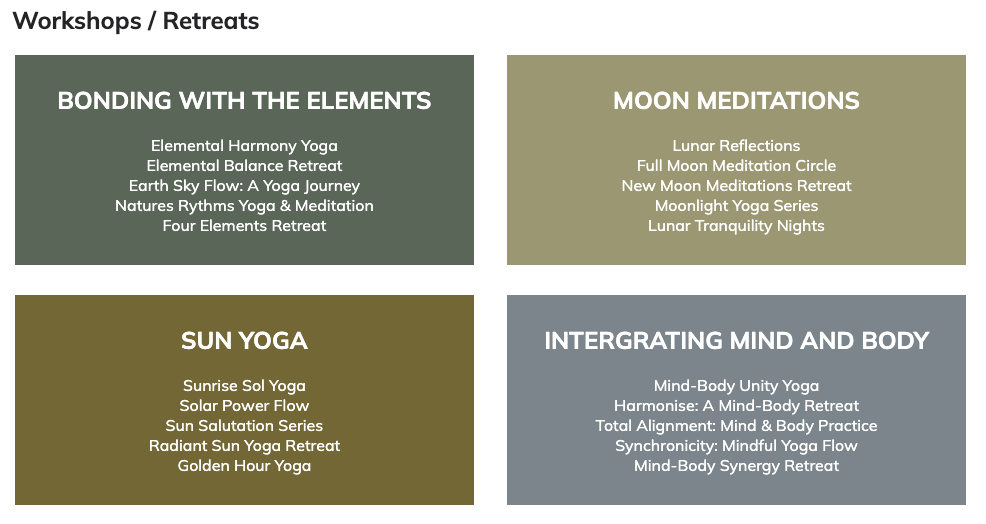 Workshops / Retreats
BONDING WITH THE ELEMENTS
Elemental Harmony Yoga
Elemental Balance Retreat
Earth Sky Flow: A Yoga Journey
Natures Rythms Yoga & Meditation
Four Elements Retreat
MOON MEDITATIONS
Lunar Reflections
Full Moon Meditation Circle
New Moon Meditations Retreat
Moonlight Yoga Series
Lunar Tranquility Nights
SUN YOGA
Sunrise Sol Yoga
Solar Power Flow
Sun Salutation Series
Radiant Sun Yoga Retreat
Golden Hour Yoga
INTERGRATING MIND AND BODY
Mind-Body Unity Yoga
Harmonise: A Mind-Body Retreat
Total Alignment: Mind & Body Practice
Synchronicity: Mindful Yoga Flow
Mind-Body Synergy Retreat